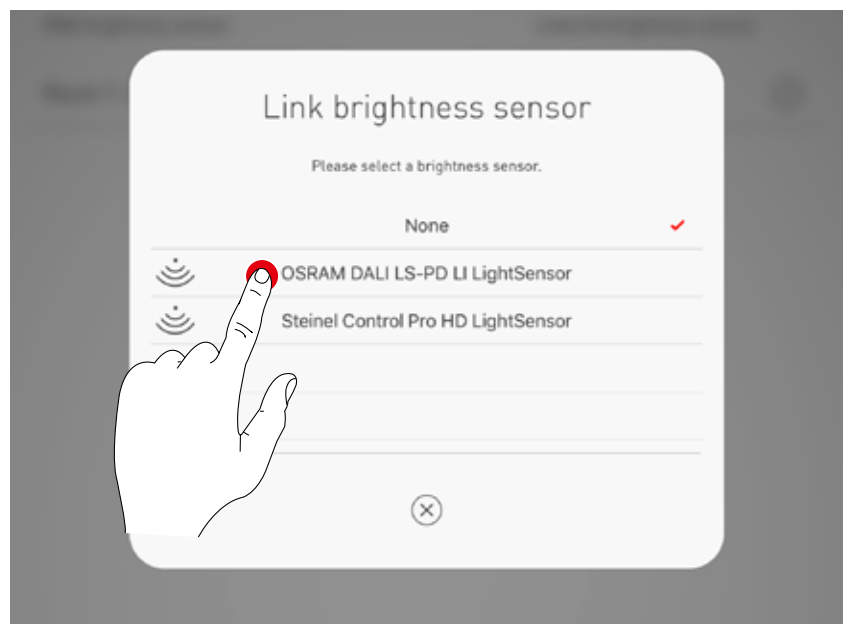 Link brightness sensor
Please select a brightness sensor.
None
OSRAM DALI LS-PD LI LightSensor
Steinel Control Pro HD LightSensor